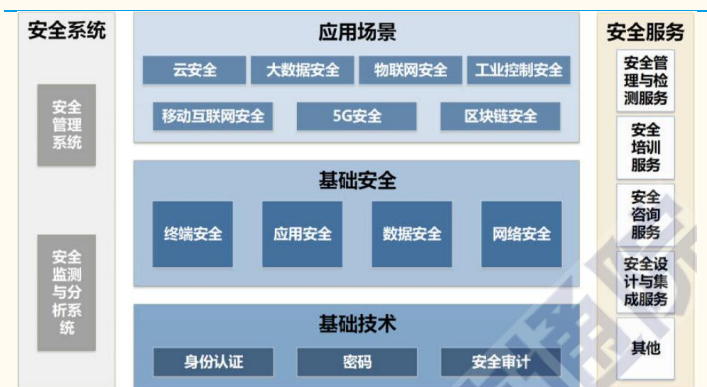 安全系统
安全
管理
系统
安全
监测
与分
析系
统
应用场景
云安全
大数据安全
物联网安全
工业控制安全
移动互联网安全
5G安全
区块链安全
基础安全
终端安全
应用安全
数据安全
网络安全
基础技术
身份认证
密码
安全审计
安全服务
安全管
理与检
测服务
安全
培训
服务
安全
咨询
服务
安全设
计与集
成服务
其他
通院